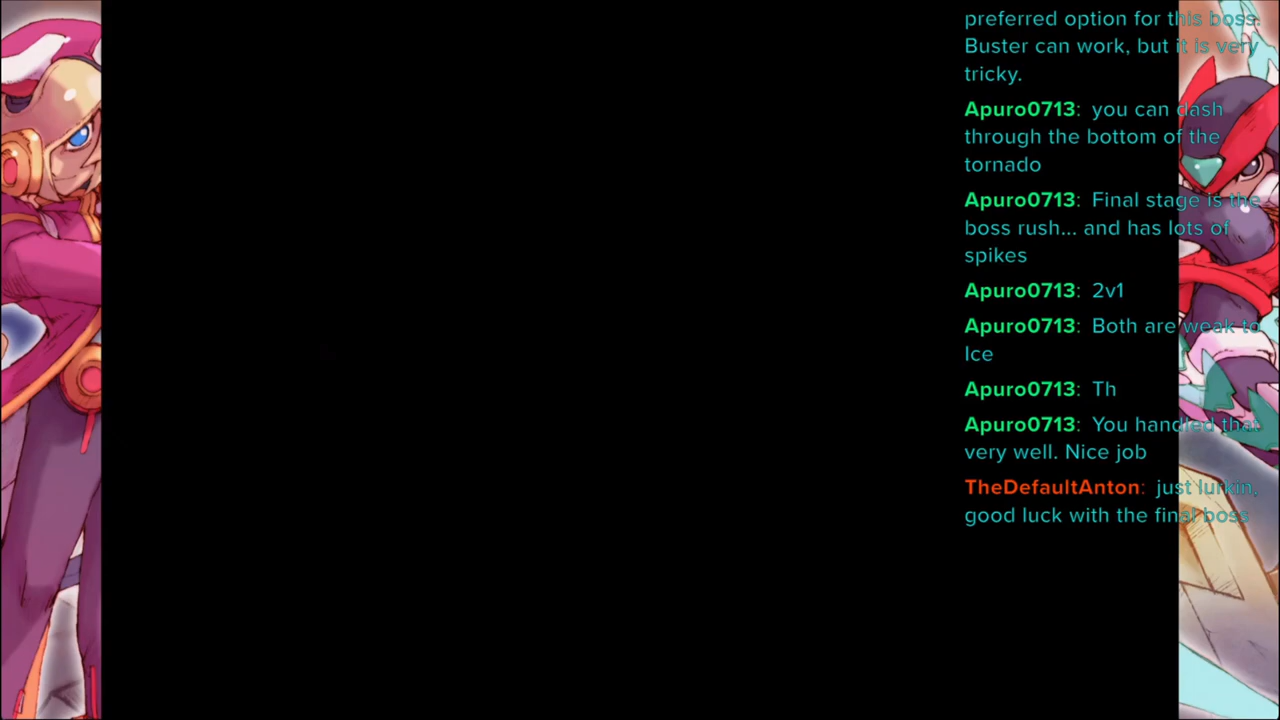 preferred option for this boss.
Buster can work, but it is very
tricky.
Apuro0713: you can dash
through the bottom of the
tornado
Apuro0713: Final stage is the
boss rush... and has lots of
spikes
Apuro0713: 2v1
Apuro0713: Both are weak to
Ice
Apuro0713: Th
Apuro0713: You handled that
very well. Nice job
TheDefaultAnton: just lurkin,
good luck with the final boss